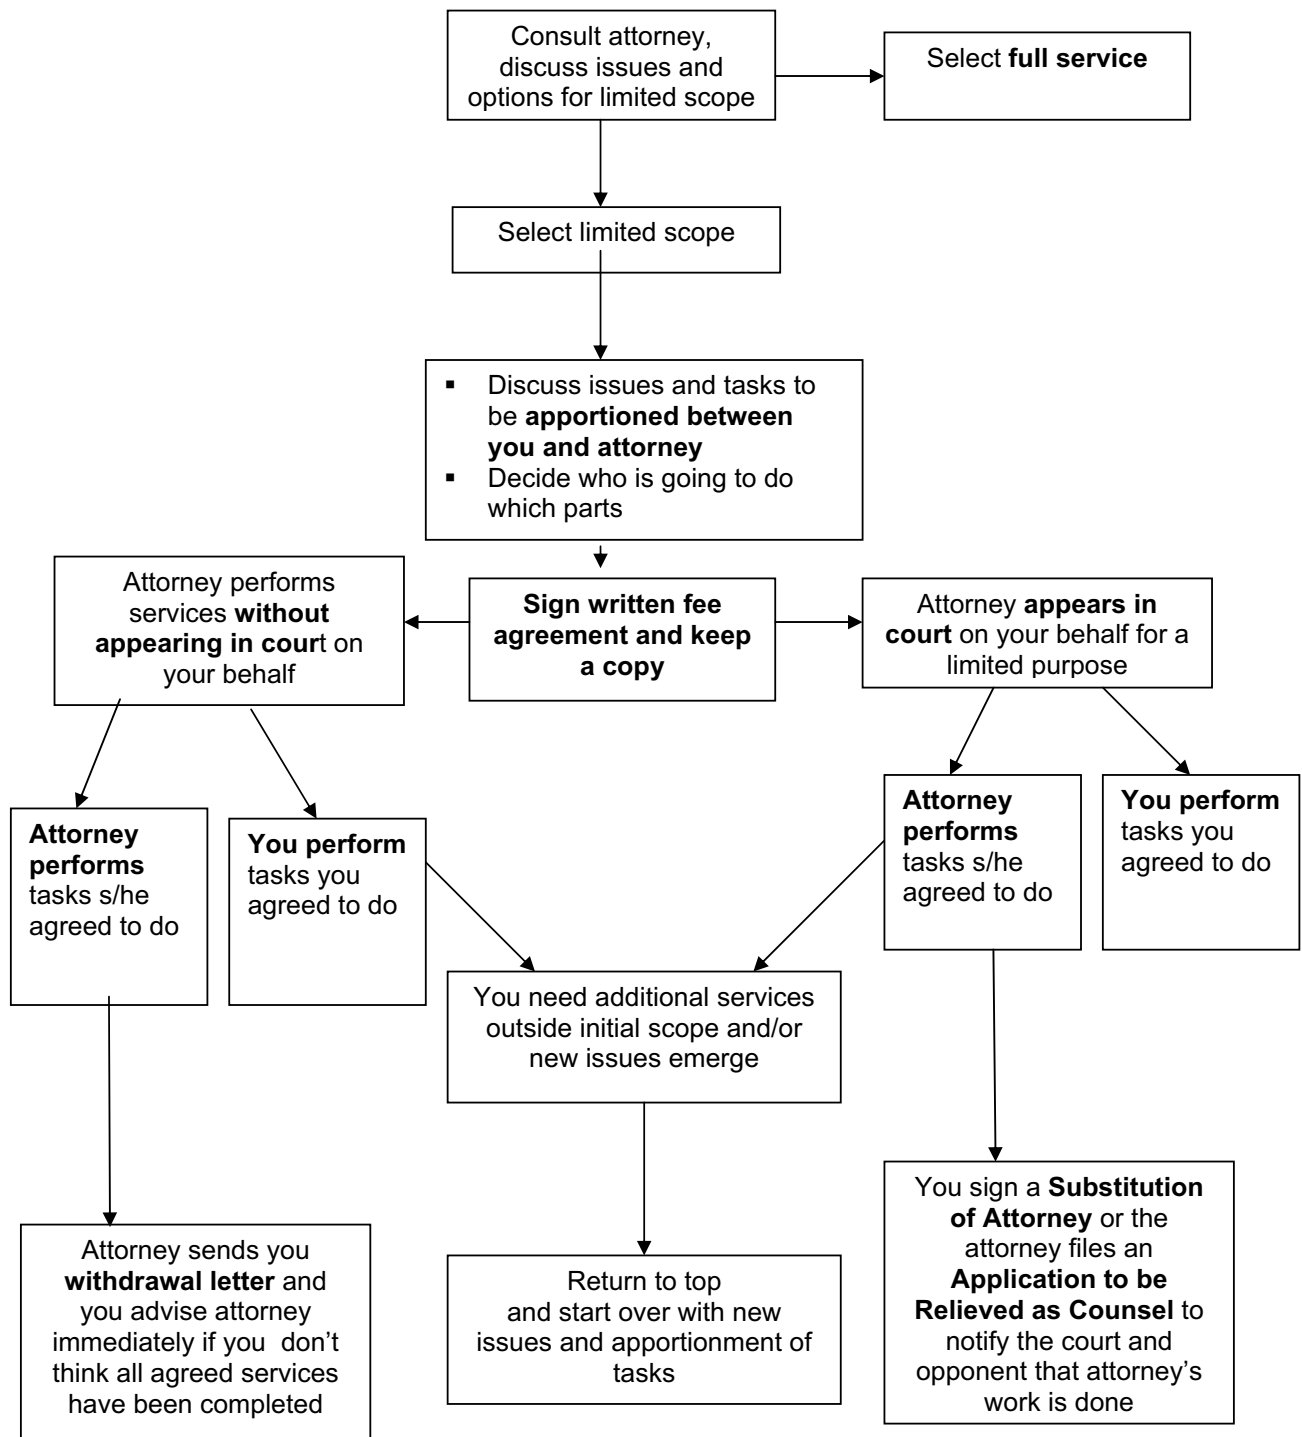 Consult attorney,
discuss issues and
options for limited scope
Select full service
Select limited scope
▪ Discuss issues and tasks to
be apportioned between
you and attorney
▪ Decide who is going to do
which parts
Attorney performs
services without
appearing in court on
your behalf
Sign written fee
agreement and keep
a copy
Attorney appears in
court on your behalf for a
limited purpose
Attorney
performs
tasks s/he
agreed to do
You perform
tasks you
agreed to do
Attorney
performs
tasks s/he
agreed to do
You perform
tasks you
agreed to do
You need additional services
outside initial scope and/or
new issues emerge
Attorney sends you
withdrawal letter and
you advise attorney
immediately if you don’t
think all agreed services
have been completed
Return to top
and start over with new
issues and apportionment of
tasks
You sign a Substitution
of Attorney or the
attorney files an
Application to be
Relieved as Counsel to
notify the court and
opponent that attorney’s
work is done